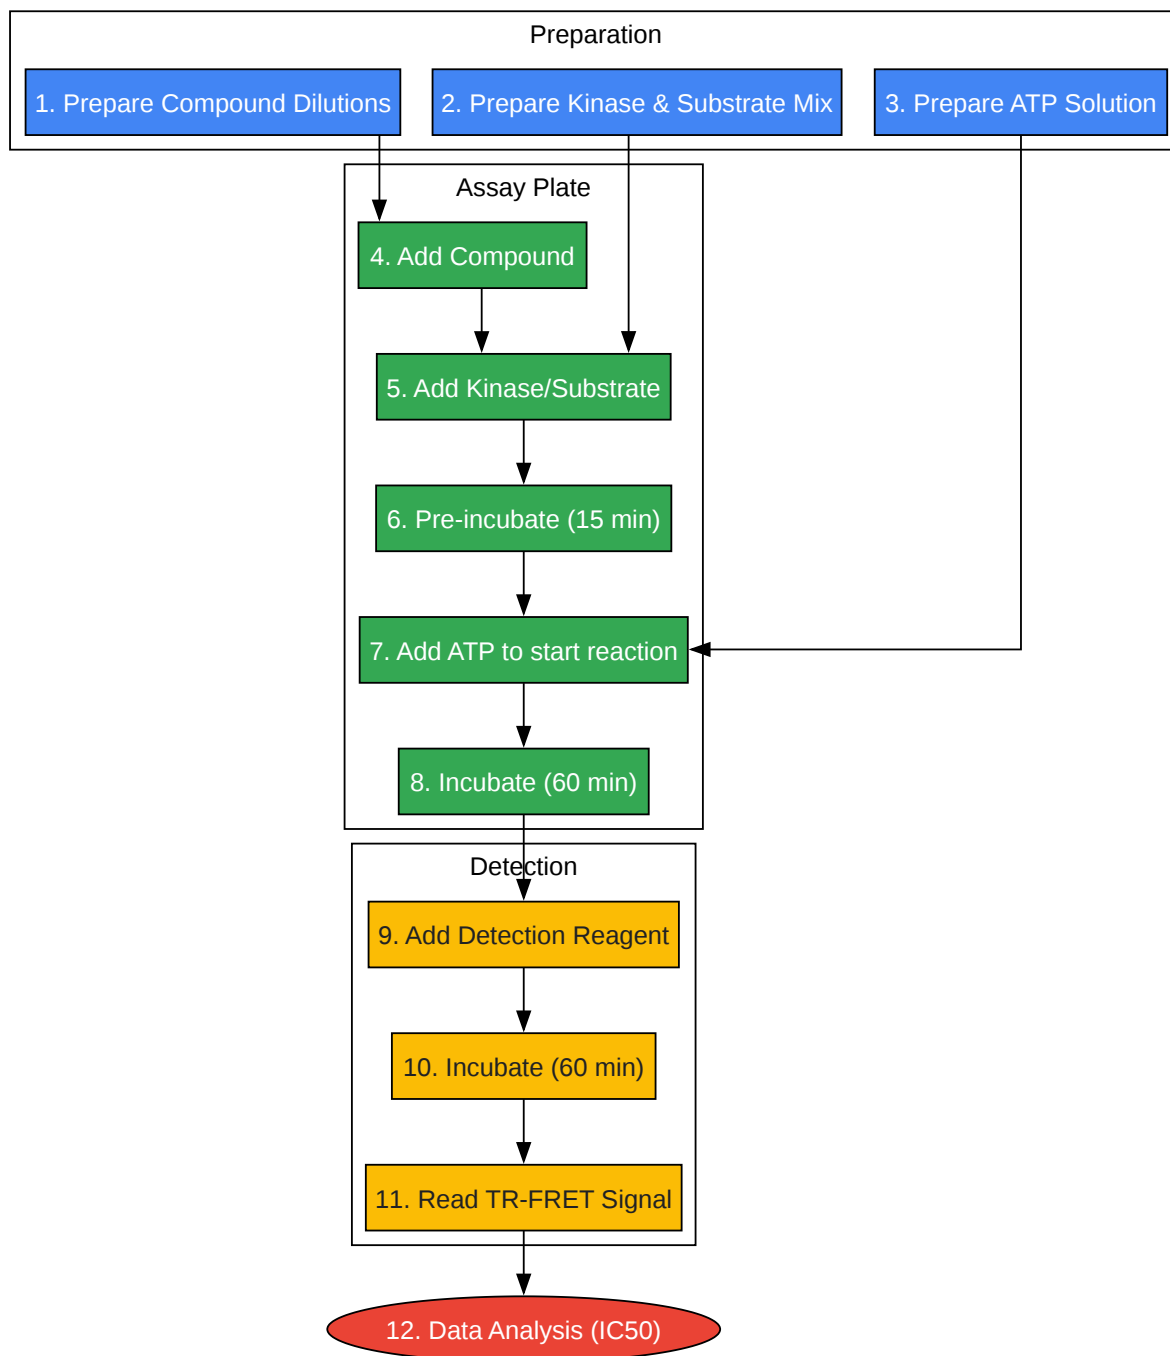 Preparation
1. Prepare Compound Dilutions
2. Prepare Kinase & Substrate Mix
3. Prepare ATP Solution
Assay Plate
4. Add Compound
5. Add Kinase/Substrate
6. Pre-incubate (15 min)
7. Add ATP to start reaction
8. Incubate (60 min)
Detection
9. Add Detection Reagent
10. Incubate (60 min)
11. Read TR-FRET Signal
12. Data Analysis (IC50)